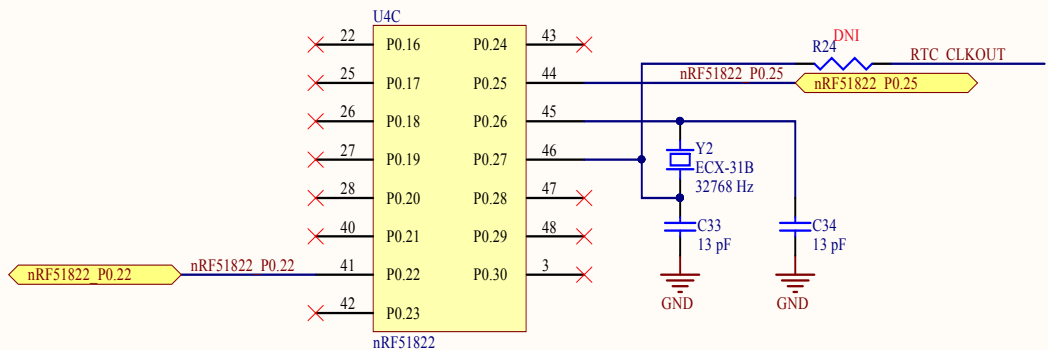 U4C
22 P0.16 P0.24 43
25 P0.17 P0.25 44
26 P0.18 P0.26 45
27 P0.19 P0.27 46
28 P0.20 P0.28 47
40 P0.21 P0.29 48
41 P0.22 P0.30 3
42 P0.23
nRF51822
nRF51822_P0.22
nRF51822_P0.22
DNI
R24
RTC_CLKOUT
nRF51822_P0.25
nRF51822_P0.25
Y2
ECX-31B
32768 Hz
C33
13 pF
C34
13 pF
GND
GND